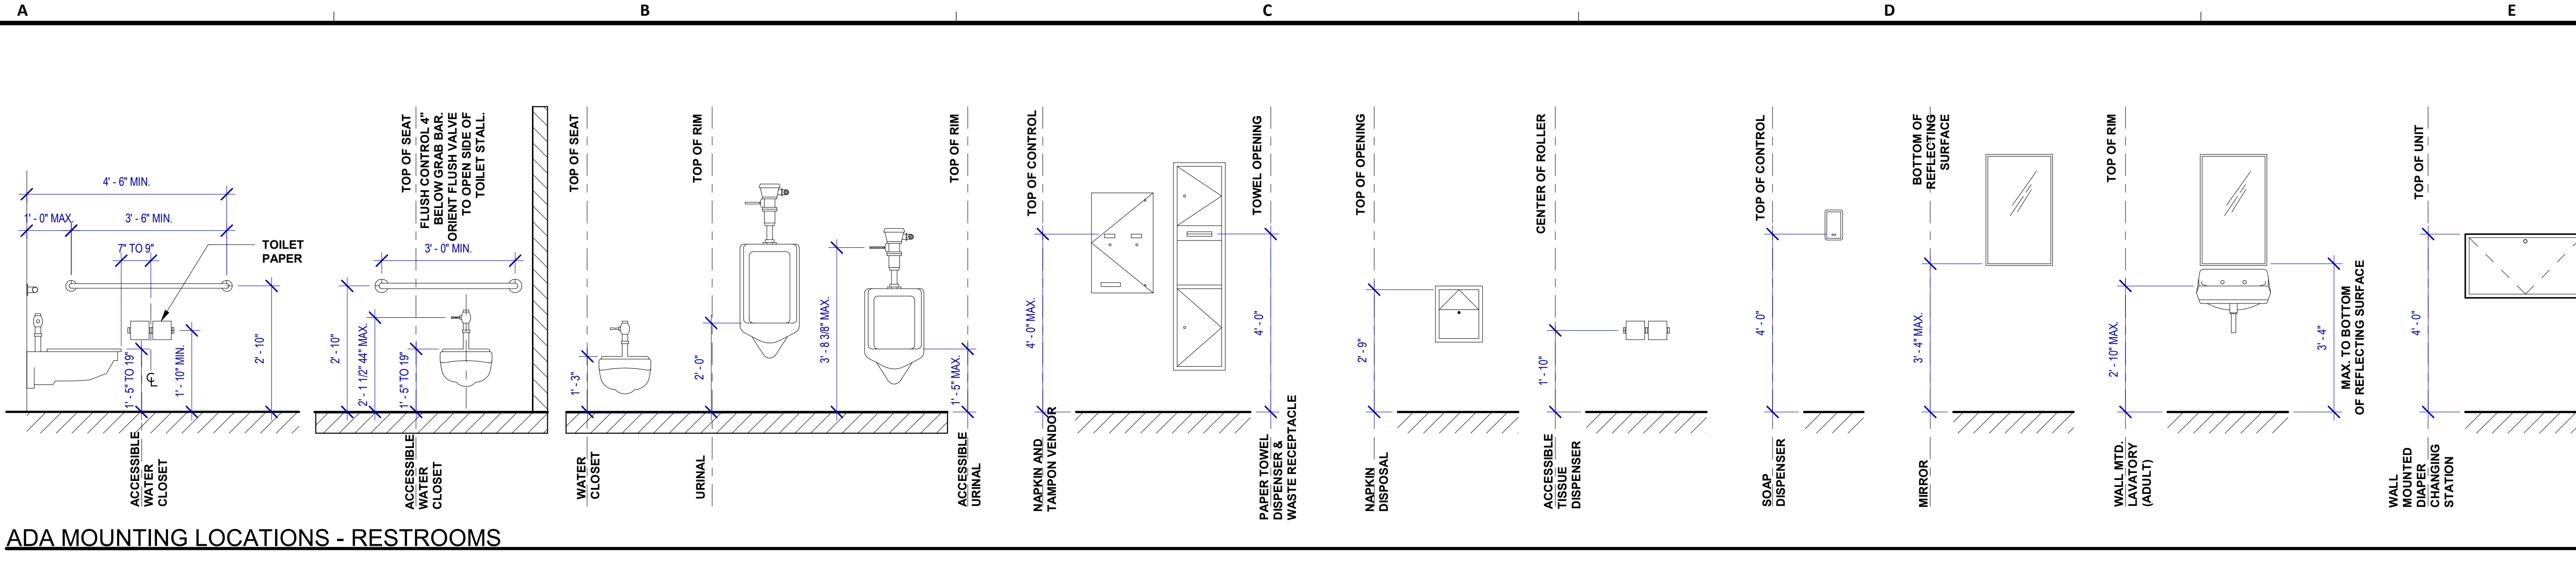 A
B
C
D
E
4' - 6" MIN.
1' - 0" MAX.
3' - 6" MIN.
7" TO 9"
TOILET
PAPER
1' - 5" TO 19"
CL
1' - 10" MIN.
2' - 10"
ACCESSIBLE
WATER
CLOSET
TOP OF SEAT
FLUSH CONTROL 4"
BELOW GRAB BAR.
ORIENT FLUSH VALVE
TO OPEN SIDE OF
TOILET STALL.
3' - 0" MIN.
2' - 10"
2' - 1 1/2" 44" MAX.
1' - 5" TO 19"
ACCESSIBLE
WATER
CLOSET
TOP OF SEAT
1' - 3"
WATER
CLOSET
TOP OF RIM
2' - 0"
URINAL
3' - 8 3/8" MAX.
TOP OF RIM
1' - 5" MAX.
ACCESSIBLE
URINAL
TOP OF CONTROL
4' - 0" MAX.
NAPKIN AND
TAMPON VENDOR
TOWEL OPENING
4' - 0"
PAPER TOWEL
DISPENSER &
WASTE RECEPTACLE
TOP OF OPENING
2' - 9"
NAPKIN
DISPOSAL
CENTER OF ROLLER
1' - 10"
ACCESSIBLE
TISSUE
DISPENSER
TOP OF CONTROL
4' - 0"
SOAP
DISPENSER
BOTTOM OF
REFLECTING
SURFACE
3' - 4" MAX.
MIRROR
TOP OF RIM
2' - 10" MAX.
WALL MTD.
LAVATORY
(ADULT)
3' - 4"
MAX. TO BOTTOM
OF REFLECTING SURFACE
TOP OF UNIT
4' - 0"
WALL
MOUNTED
DIAPER
CHANGING
STATION
ADA MOUNTING LOCATIONS - RESTROOMS